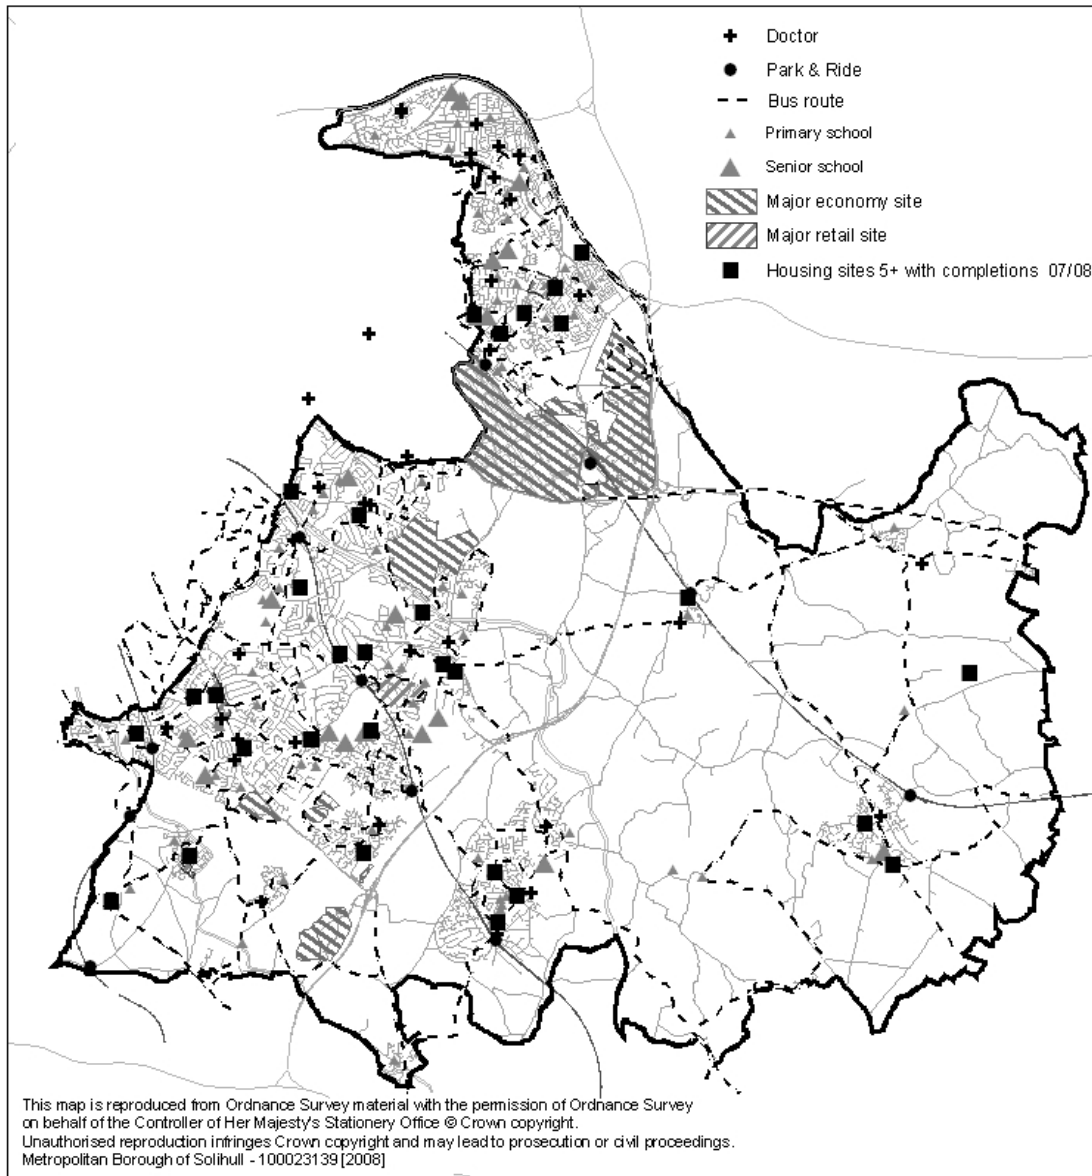 Doctor
Park & Ride
Bus route
Primary school
Senior school
Major economy site
Major retail site
Housing sites 5+ with completions 07/08
This map is reproduced from Ordnance Survey material with the permission of Ordnance Survey
on behalf of the Controller of Her Majesty's Stationery Office © Crown copyright.
Unauthorised reproduction infringes Crown copyright and may lead to prosecution or civil proceedings.
Metropolitan Borough of Solihull - 100023139 [2008]